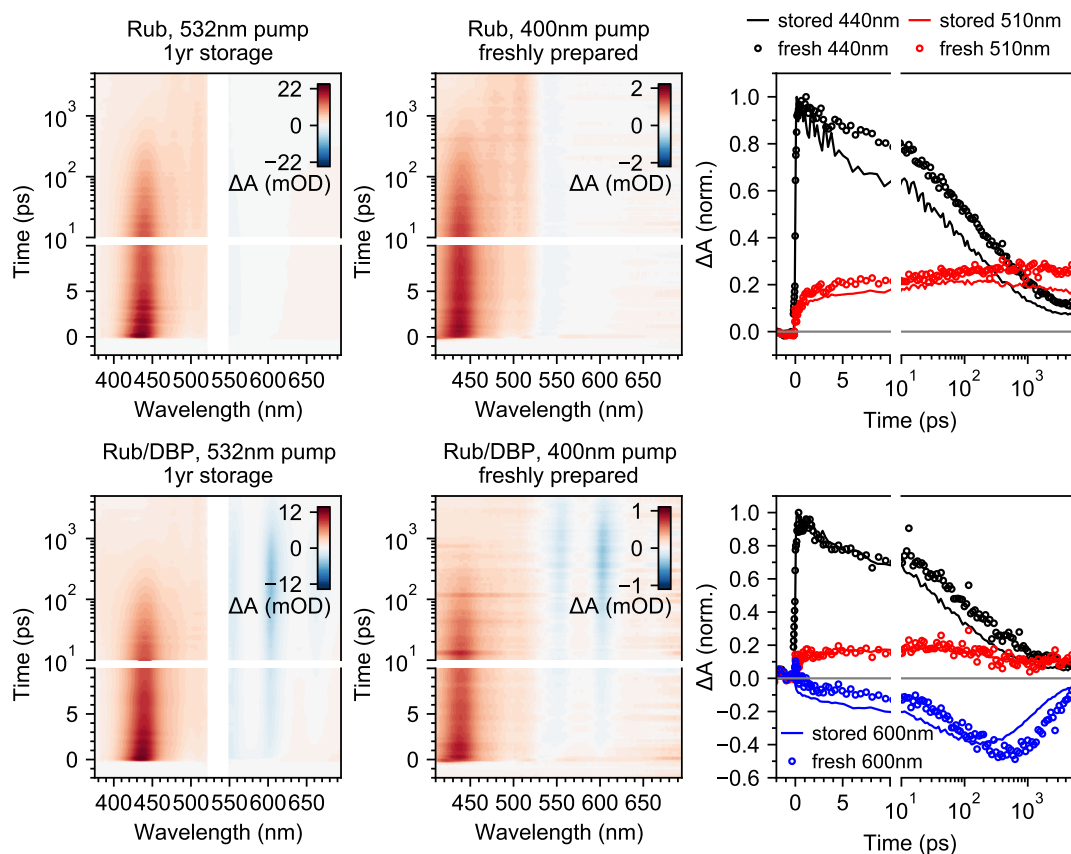 Rub, 532nm pump
1yr storage
22
0
−22
ΔA (mOD)
Time (ps)
10³
10²
10¹
5
0
400 450 500 550 600 650
Wavelength (nm)
Rub, 400nm pump
freshly prepared
2
0
−2
ΔA (mOD)
Time (ps)
10³
10²
10¹
5
0
450 500 550 600 650
Wavelength (nm)
stored 440nm
stored 510nm
fresh 440nm
fresh 510nm
ΔA (norm.)
1.0
0.8
0.6
0.4
0.2
0.0
0 5 10¹ 10² 10³
Time (ps)
Rub/DBP, 532nm pump
1yr storage
12
0
−12
ΔA (mOD)
Time (ps)
10³
10²
10¹
5
0
400 450 500 550 600 650
Wavelength (nm)
Rub/DBP, 400nm pump
freshly prepared
1
0
−1
ΔA (mOD)
Time (ps)
10³
10²
10¹
5
0
450 500 550 600 650
Wavelength (nm)
ΔA (norm.)
1.0
0.8
0.6
0.4
0.2
0.0
−0.2
−0.4
−0.6
stored 600nm
fresh 600nm
0 5 10¹ 10² 10³
Time (ps)